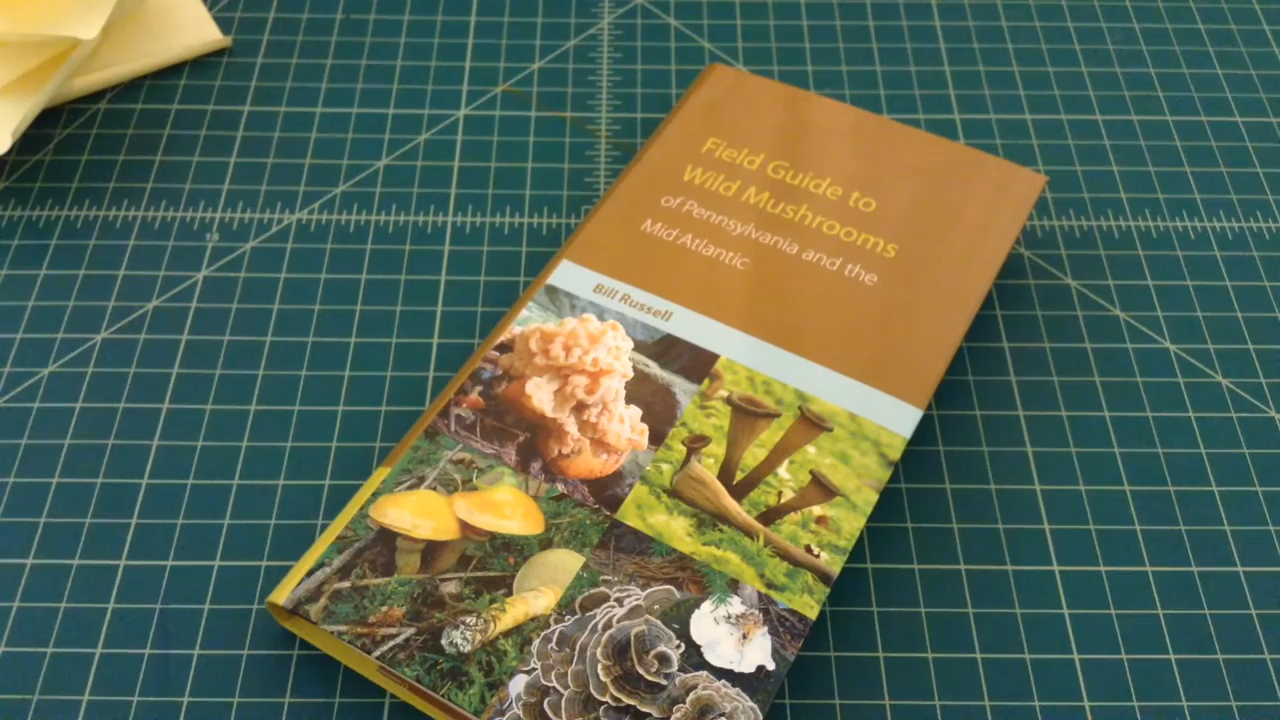 Field Guide to
Wild Mushrooms
of Pennsylvania and the
Mid Atlantic
Bill Russell